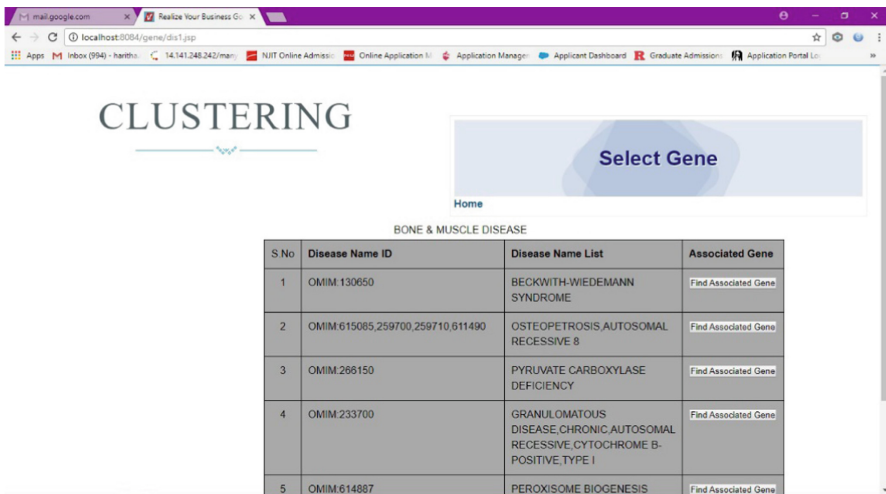 mail.google.com
Realize Your Business Go
localhost:8084/gene/dis1.jsp
Apps
Inbox (994) - haritha
14.141.248.242/man
NJIT Online Admissio
Online Application M
Application Manage
Applicant Dashboard
Graduate Admission
Application Portal Lo
CLUSTERING
Select Gene
Home
BONE & MUSCLE DISEASE
S.No Disease Name ID Disease Name List Associated Gene
1 OMIM:130650 BECKWITH-WIEDEMANN Find Associated Gene
SYNDROME
2 OMIM:615085,259700,259710,611490 OSTEOPETROSIS,AUTOSOMAL Find Associated Gene
RECESSIVE 8
3 OMIM:266150 PYRUVATE CARBOXYLASE Find Associated Gene
DEFICIENCY
4 OMIM:233700 GRANULOMATOUS Find Associated Gene
DISEASE,CHRONIC,AUTOSOMAL
RECESSIVE,CYTOCHROME B-
POSITIVE,TYPE I
5 OMIM:614887 PEROXISOME BIOGENESIS Find Associated Gene